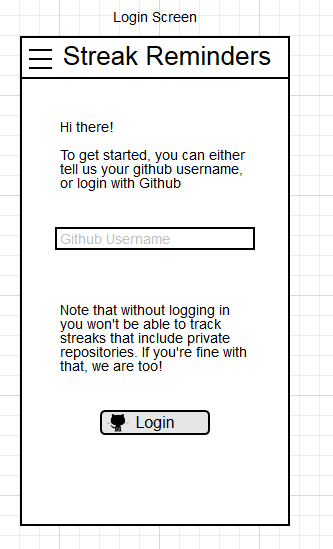 Login Screen
Streak Reminders
Hi there!
To get started, you can either
tell us your github username,
or login with Github
Github Username
Note that without logging in
you won't be able to track
streaks that include private
repositories. If you're fine with
that, we are too!
Login